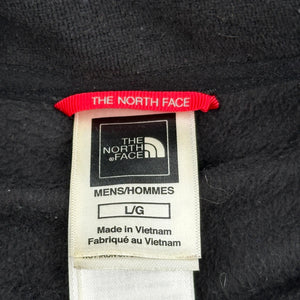 THE NORTH FACE
THE
NORTH
FACE
MENS/HOMMES
L/G
Made in Vietnam
Fabriqué au Vietnam